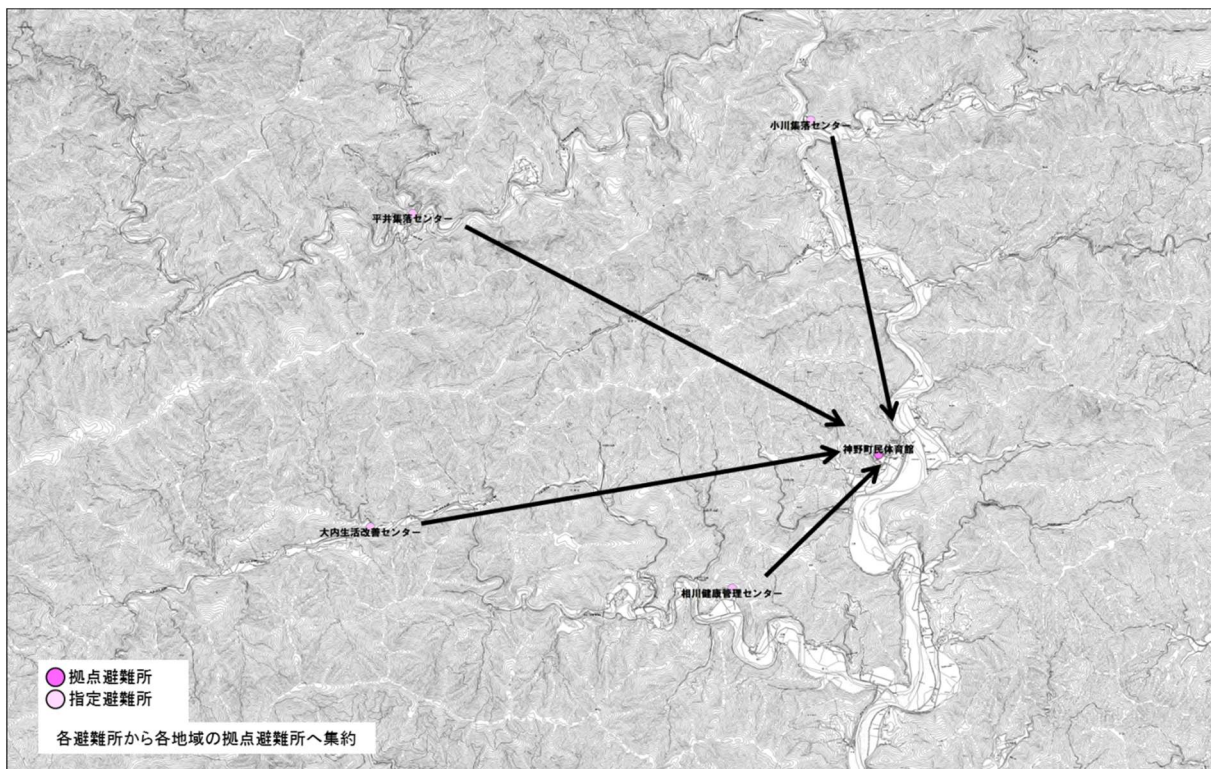 小川集落センター
平井集落センター
神野町民体育館
大内生活改善センター
相川健康管理センター
拠点避難所
指定避難所
各避難所から各地域の拠点避難所へ集約